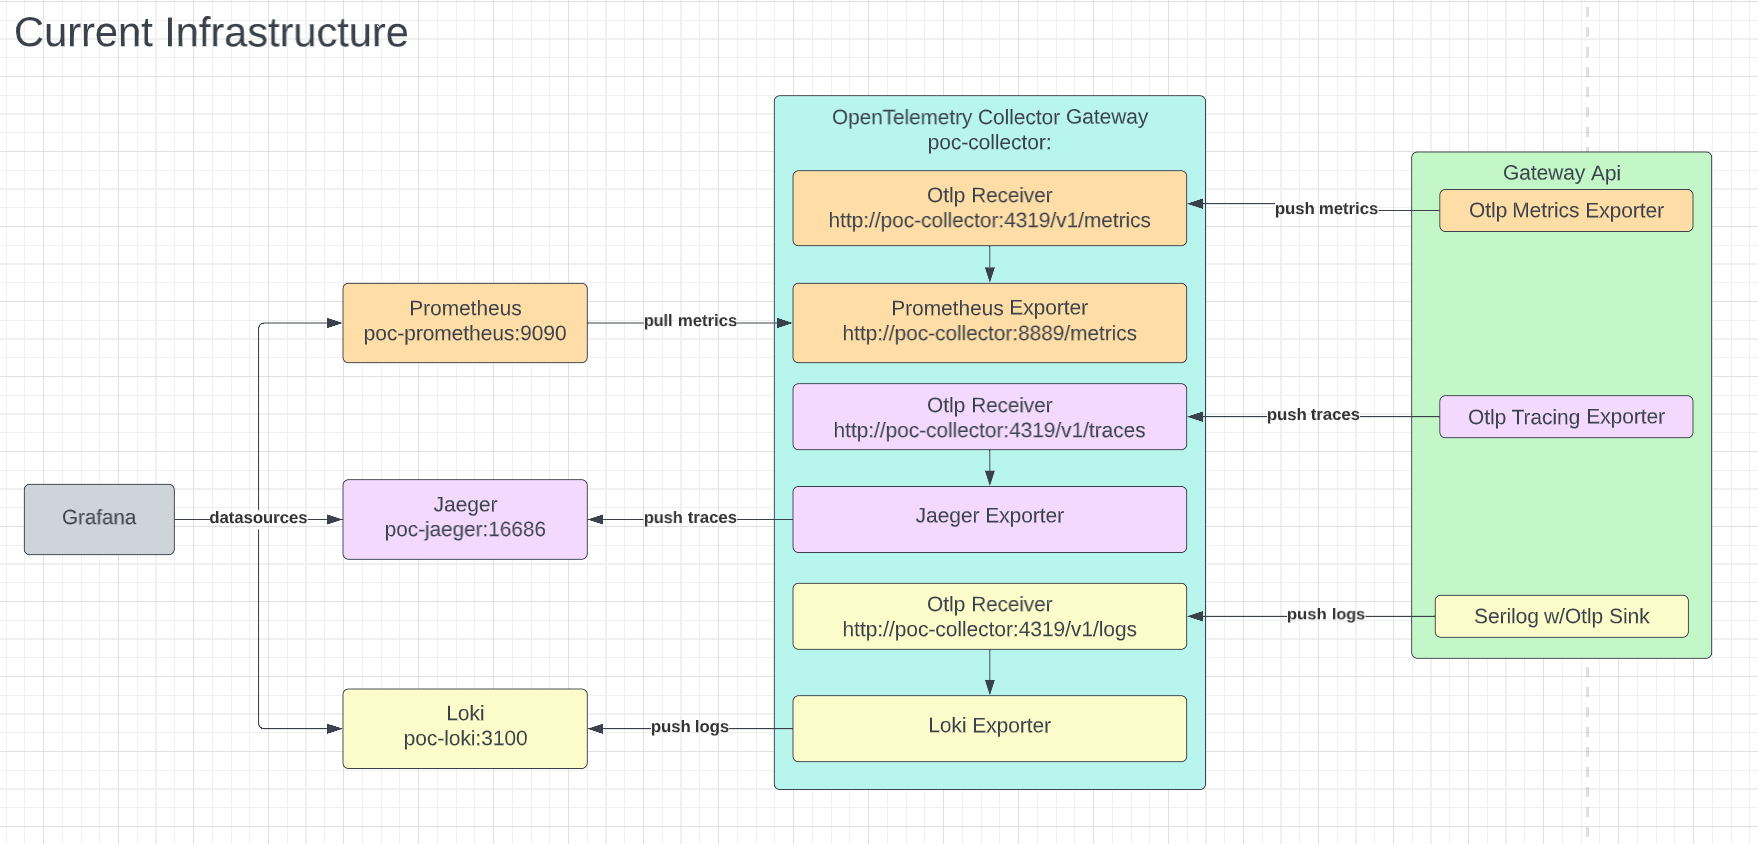 Current Infrastructure
OpenTelemetry Collector Gateway
poc-collector:
Otlp Receiver
http://poc-collector:4319/v1/metrics
push metrics
Gateway Api
Otlp Metrics Exporter
Prometheus
poc-prometheus:9090
pull metrics
Prometheus Exporter
http://poc-collector:8889/metrics
Otlp Receiver
http://poc-collector:4319/v1/traces
push traces
Otlp Tracing Exporter
Grafana
datasources
Jaeger
poc-jaeger:16686
push traces
Jaeger Exporter
Otlp Receiver
http://poc-collector:4319/v1/logs
push logs
Serilog w/Otlp Sink
Loki
poc-loki:3100
push logs
Loki Exporter